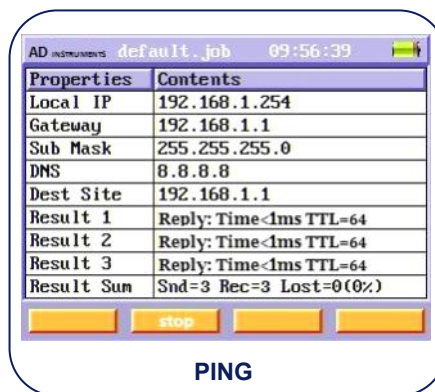 AD INSTRUMENTS default.job 09:56:39
Properties Contents
Local IP 192.168.1.254
Gateway 192.168.1.1
Sub Mask 255.255.255.0
DNS 8.8.8.8
Dest Site 192.168.1.1
Result 1 Reply: Time<1ms TTL=64
Result 2 Reply: Time<1ms TTL=64
Result 3 Reply: Time<1ms TTL=64
Result Sum Snd=3 Rec=3 Lost=0(0%)
stop
PING